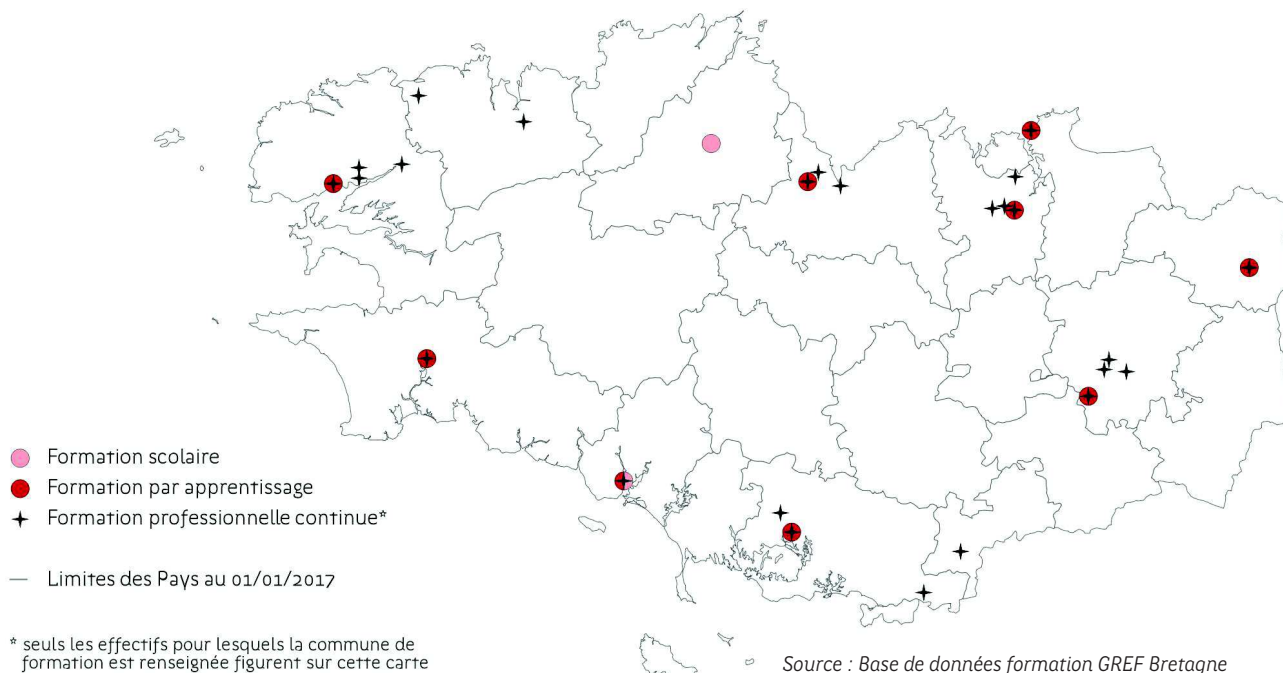 Formation scolaire
Formation par apprentissage
Formation professionnelle continue*
Limites des Pays au 01/01/2017
* seuls les effectifs pour lesquels la commune de
formation est renseignée figurent sur cette carte
Source : Base de données formation GREF Bretagne